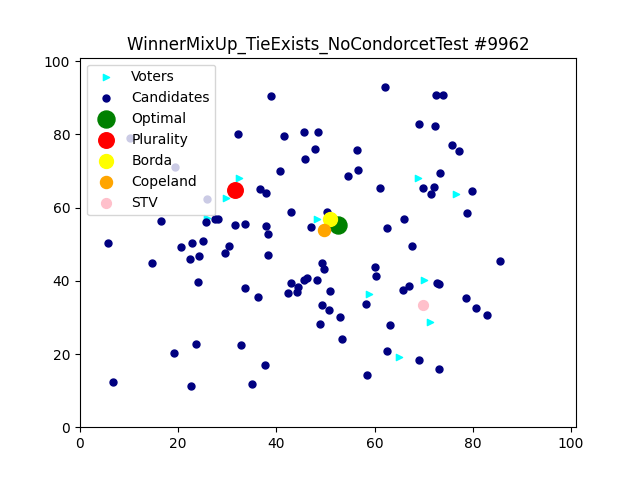 WinnerMixUp_TieExists_NoCondorcetTest #9962
100
80
60
40
20
0
Voters
Candidates
Optimal
Plurality
Borda
Copeland
STV
0 20 40 60 80 100